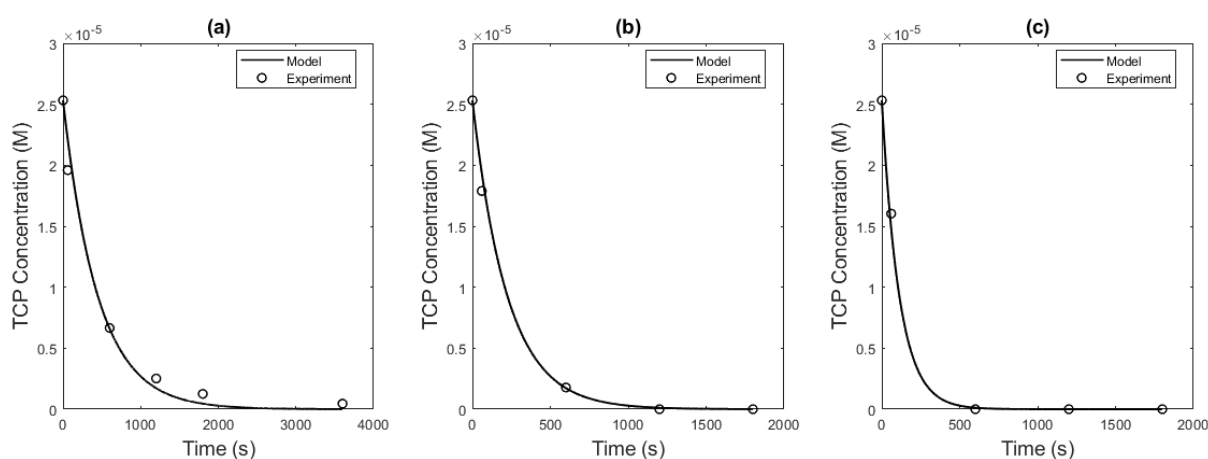 (a)
×10⁻⁵
3
2.5
2
1.5
1
0.5
0
TCP Concentration (M)
0 1000 2000 3000 4000
Time (s)
Model
Experiment
(b)
×10⁻⁵
3
2.5
2
1.5
1
0.5
0
TCP Concentration (M)
0 500 1000 1500 2000
Time (s)
Model
Experiment
(c)
×10⁻⁵
3
2.5
2
1.5
1
0.5
0
TCP Concentration (M)
0 500 1000 1500 2000
Time (s)
Model
Experiment